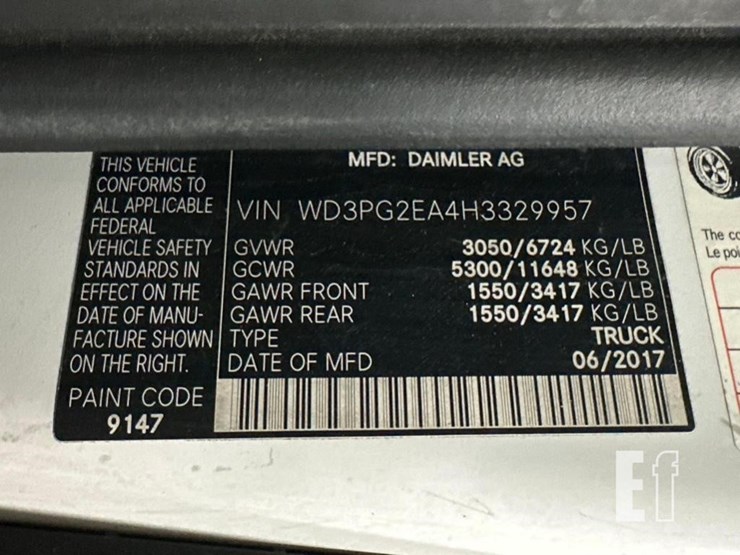 THIS VEHICLE
CONFORMS TO
ALL APPLICABLE
FEDERAL
VEHICLE SAFETY
STANDARDS IN
EFFECT ON THE
DATE OF MANU-
FACTURE SHOWN
ON THE RIGHT.
PAINT CODE
9147
MFD: DAIMLER AG
VIN WD3PG2EA4H3329957
GVWR 3050/6724 KG/LB
GCWR 5300/11648 KG/LB
GAWR FRONT 1550/3417 KG/LB
GAWR REAR 1550/3417 KG/LB
TYPE TRUCK
DATE OF MFD 06/2017
The
Le
Ef